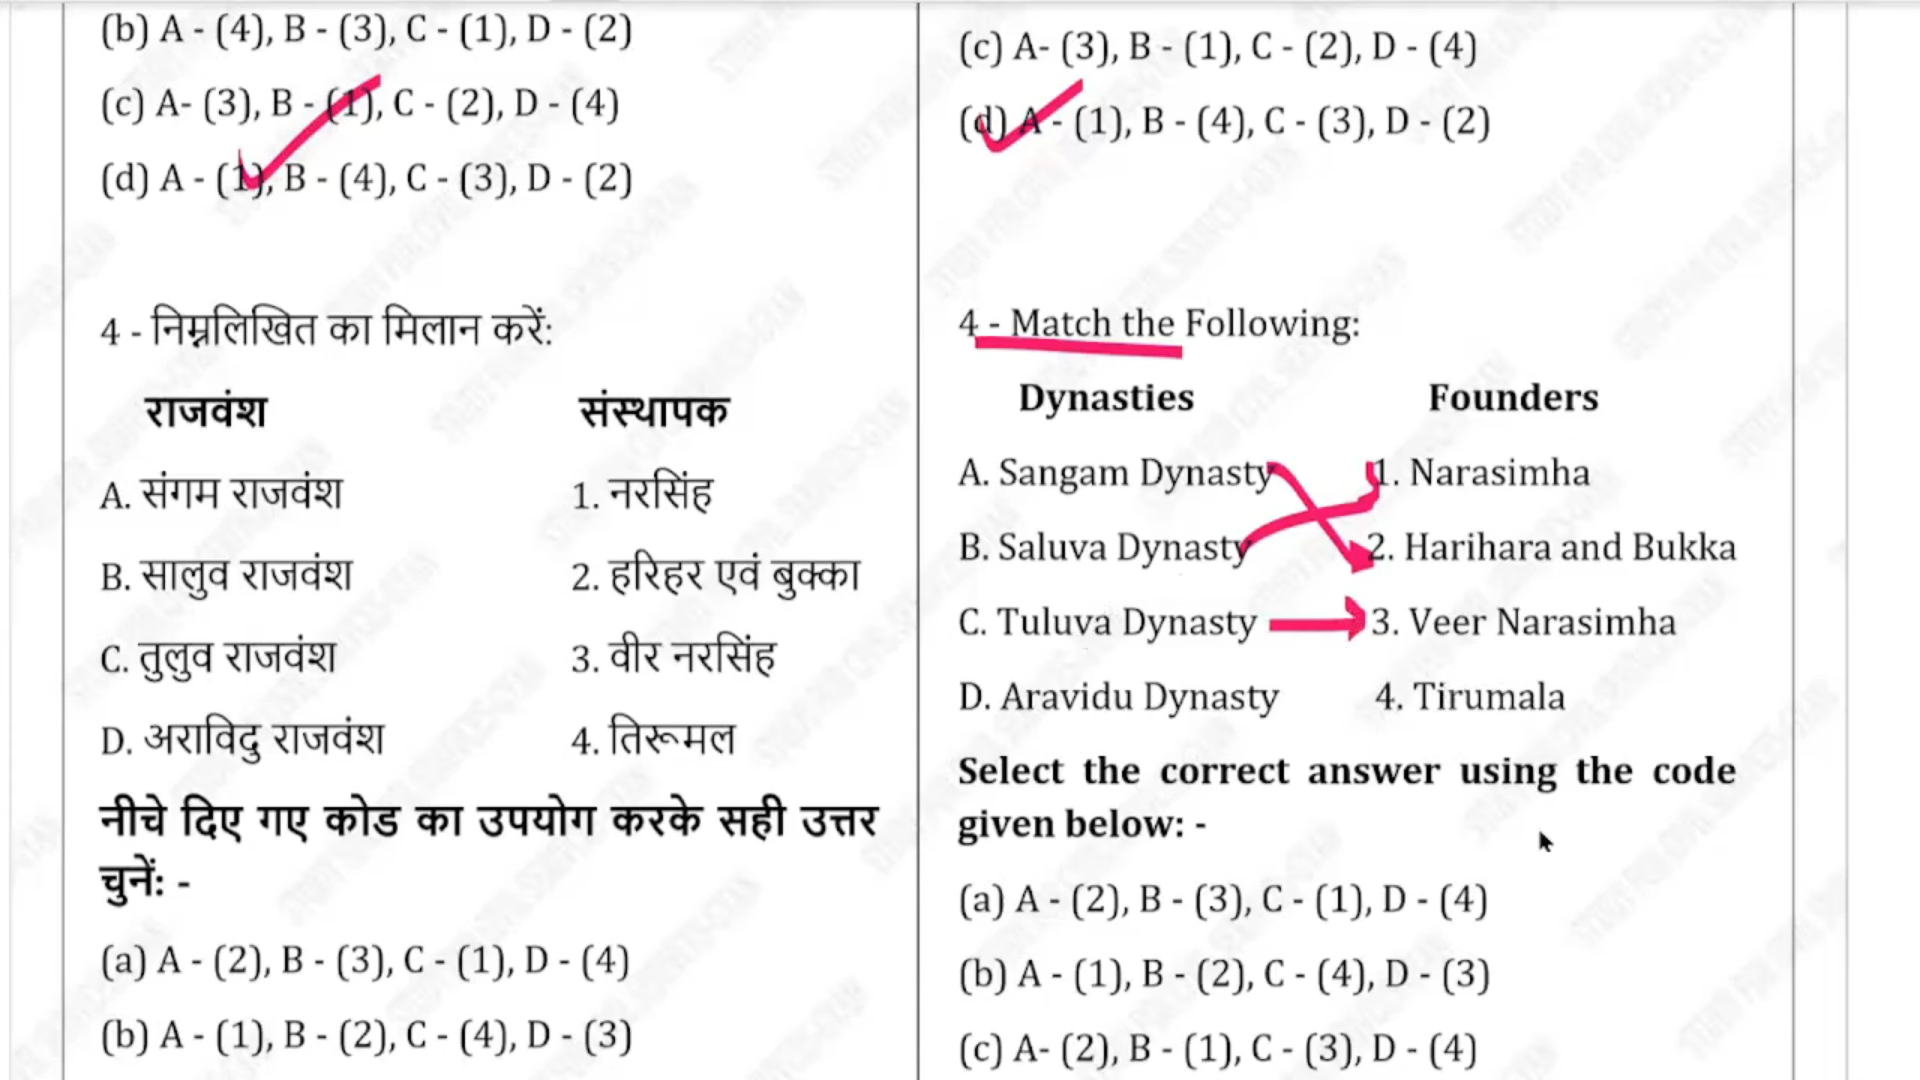 (b) A - (4), B - (3), C - (1), D - (2)
(c) A- (3), B - (1), C - (2), D - (4)
(d) A - (1), B - (4), C - (3), D - (2)
4 - निम्नलिखित का मिलान करें:
राजवंश संस्थापक
A. संगम राजवंश 1. नरसिंह
B. सालुव राजवंश 2. हरिहर एवं बुक्का
C. तुलुव राजवंश 3. वीर नरसिंह
D. अराविदु राजवंश 4. तिरूमल
नीचे दिए गए कोड का उपयोग करके सही उत्तर
चुनें: -
(a) A - (2), B - (3), C - (1), D - (4)
(b) A - (1), B - (2), C - (4), D - (3)
(c) A- (3), B - (1), C - (2), D - (4)
(d) A - (1), B - (4), C - (3), D - (2)
4 - Match the Following:
Dynasties Founders
A. Sangam Dynasty 1. Narasimha
B. Saluva Dynasty 2. Harihara and Bukka
C. Tuluva Dynasty 3. Veer Narasimha
D. Aravidu Dynasty 4. Tirumala
Select the correct answer using the code
given below: -
(a) A - (2), B - (3), C - (1), D - (4)
(b) A - (1), B - (2), C - (4), D - (3)
(c) A- (2), B - (1), C - (3), D - (4)